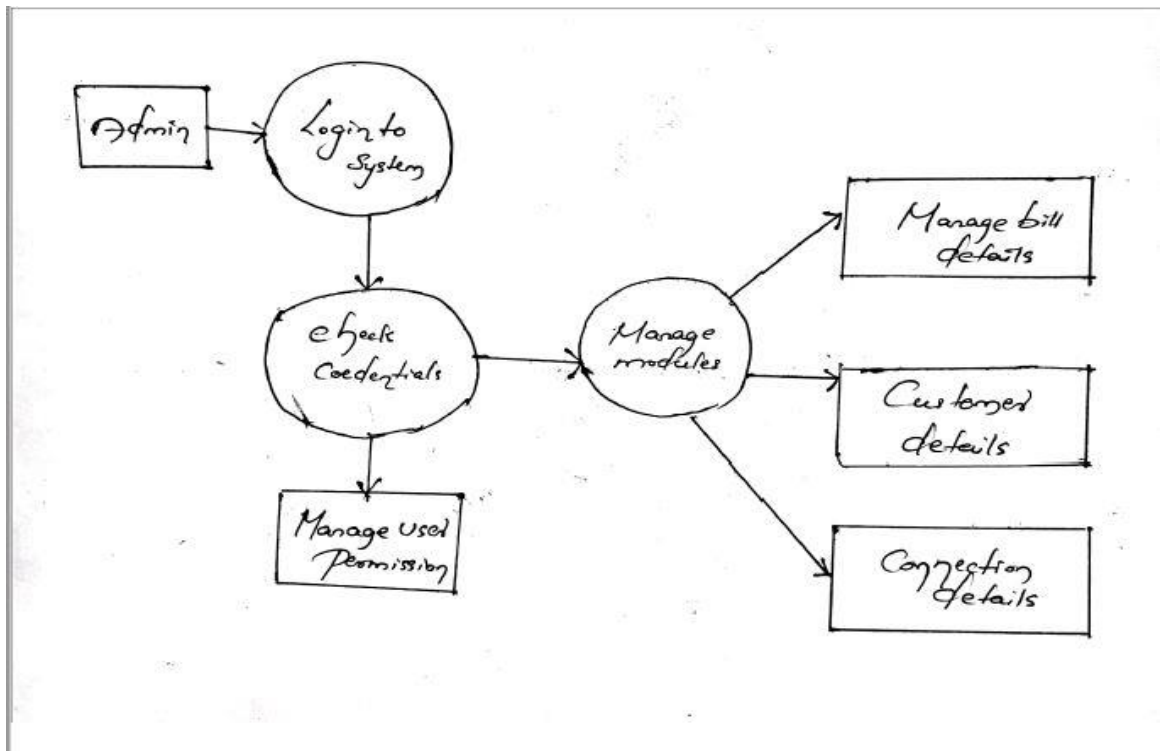 Admin
Login to
System
Check
Credentials
Manage
modules
Manage bill
details
Customer
details
Connection
details
Manage User
Permission